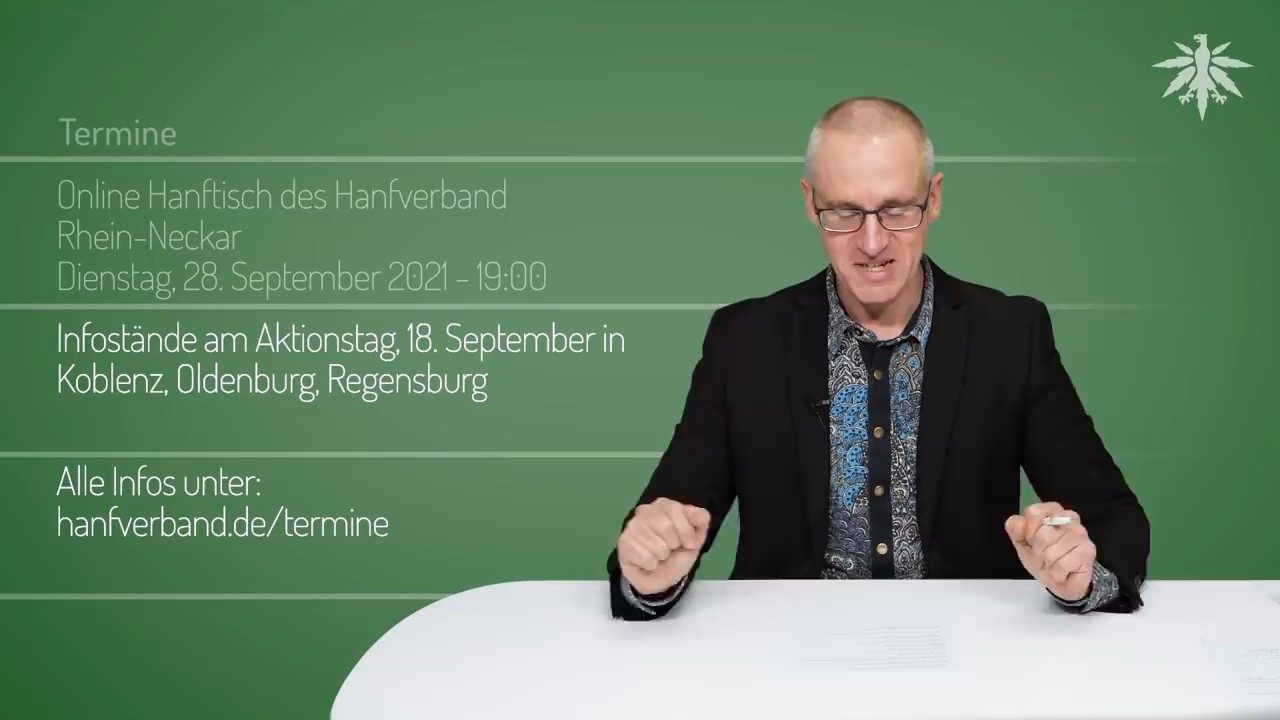 Termine
Online Hanftisch des Hanfverband
Rhein-Neckar
Dienstag, 28. September 2021 - 19:00
Infostände am Aktionstag, 18. September in
Koblenz, Oldenburg, Regensburg
Alle Infos unter:
hanfverband.de/termine